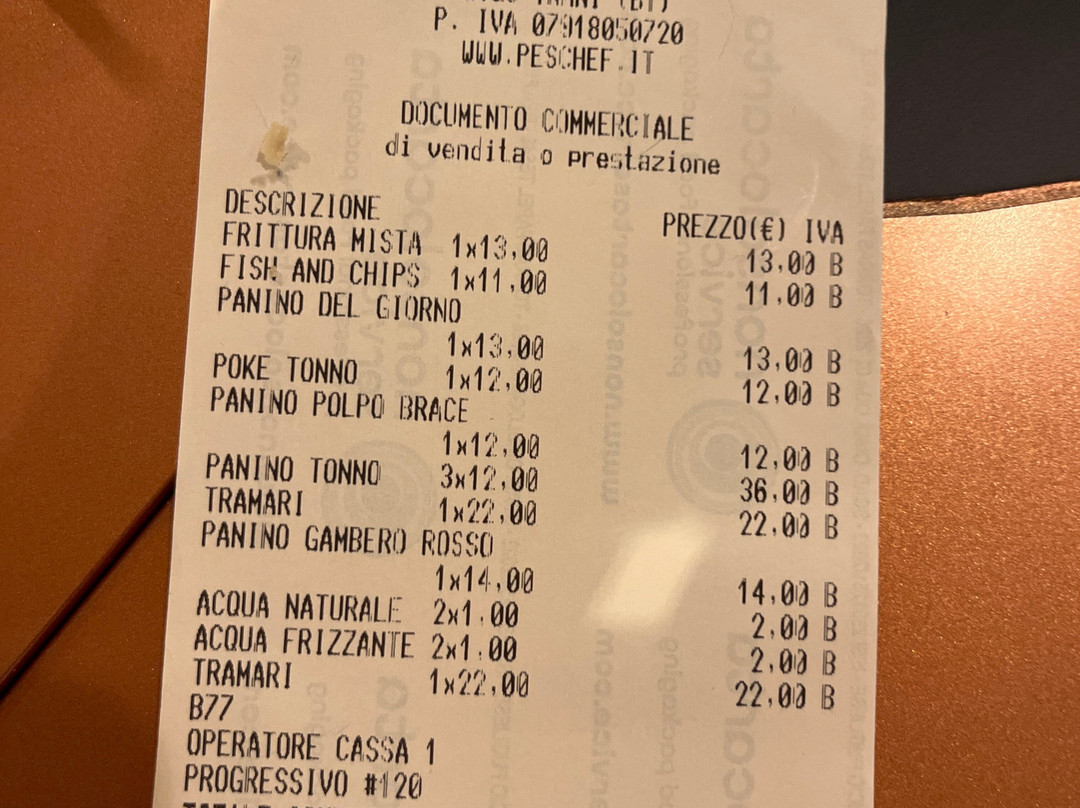 P. IVA 07918050720
WWW.PESCHEF.IT
DOCUMENTO COMMERCIALE
di vendita o prestazione
DESCRIZIONE PREZZO(€) IVA
FRITTURA MISTA 1x13,00 13,00 B
FISH AND CHIPS 1x11,00 11,00 B
PANINO DEL GIORNO
1x13,00 13,00 B
POKE TONNO 1x12,00 12,00 B
PANINO POLPO BRACE
1x12,00 12,00 B
PANINO TONNO 3x12,00 36,00 B
TRAMARI 1x22,00 22,00 B
PANINO GAMBERO ROSSO
1x14,00 14,00 B
ACQUA NATURALE 2x1,00 2,00 B
ACQUA FRIZZANTE 2x1,00 2,00 B
TRAMARI 1x22,00 22,00 B
B77
OPERATORE CASSA 1
PROGRESSIVO #120